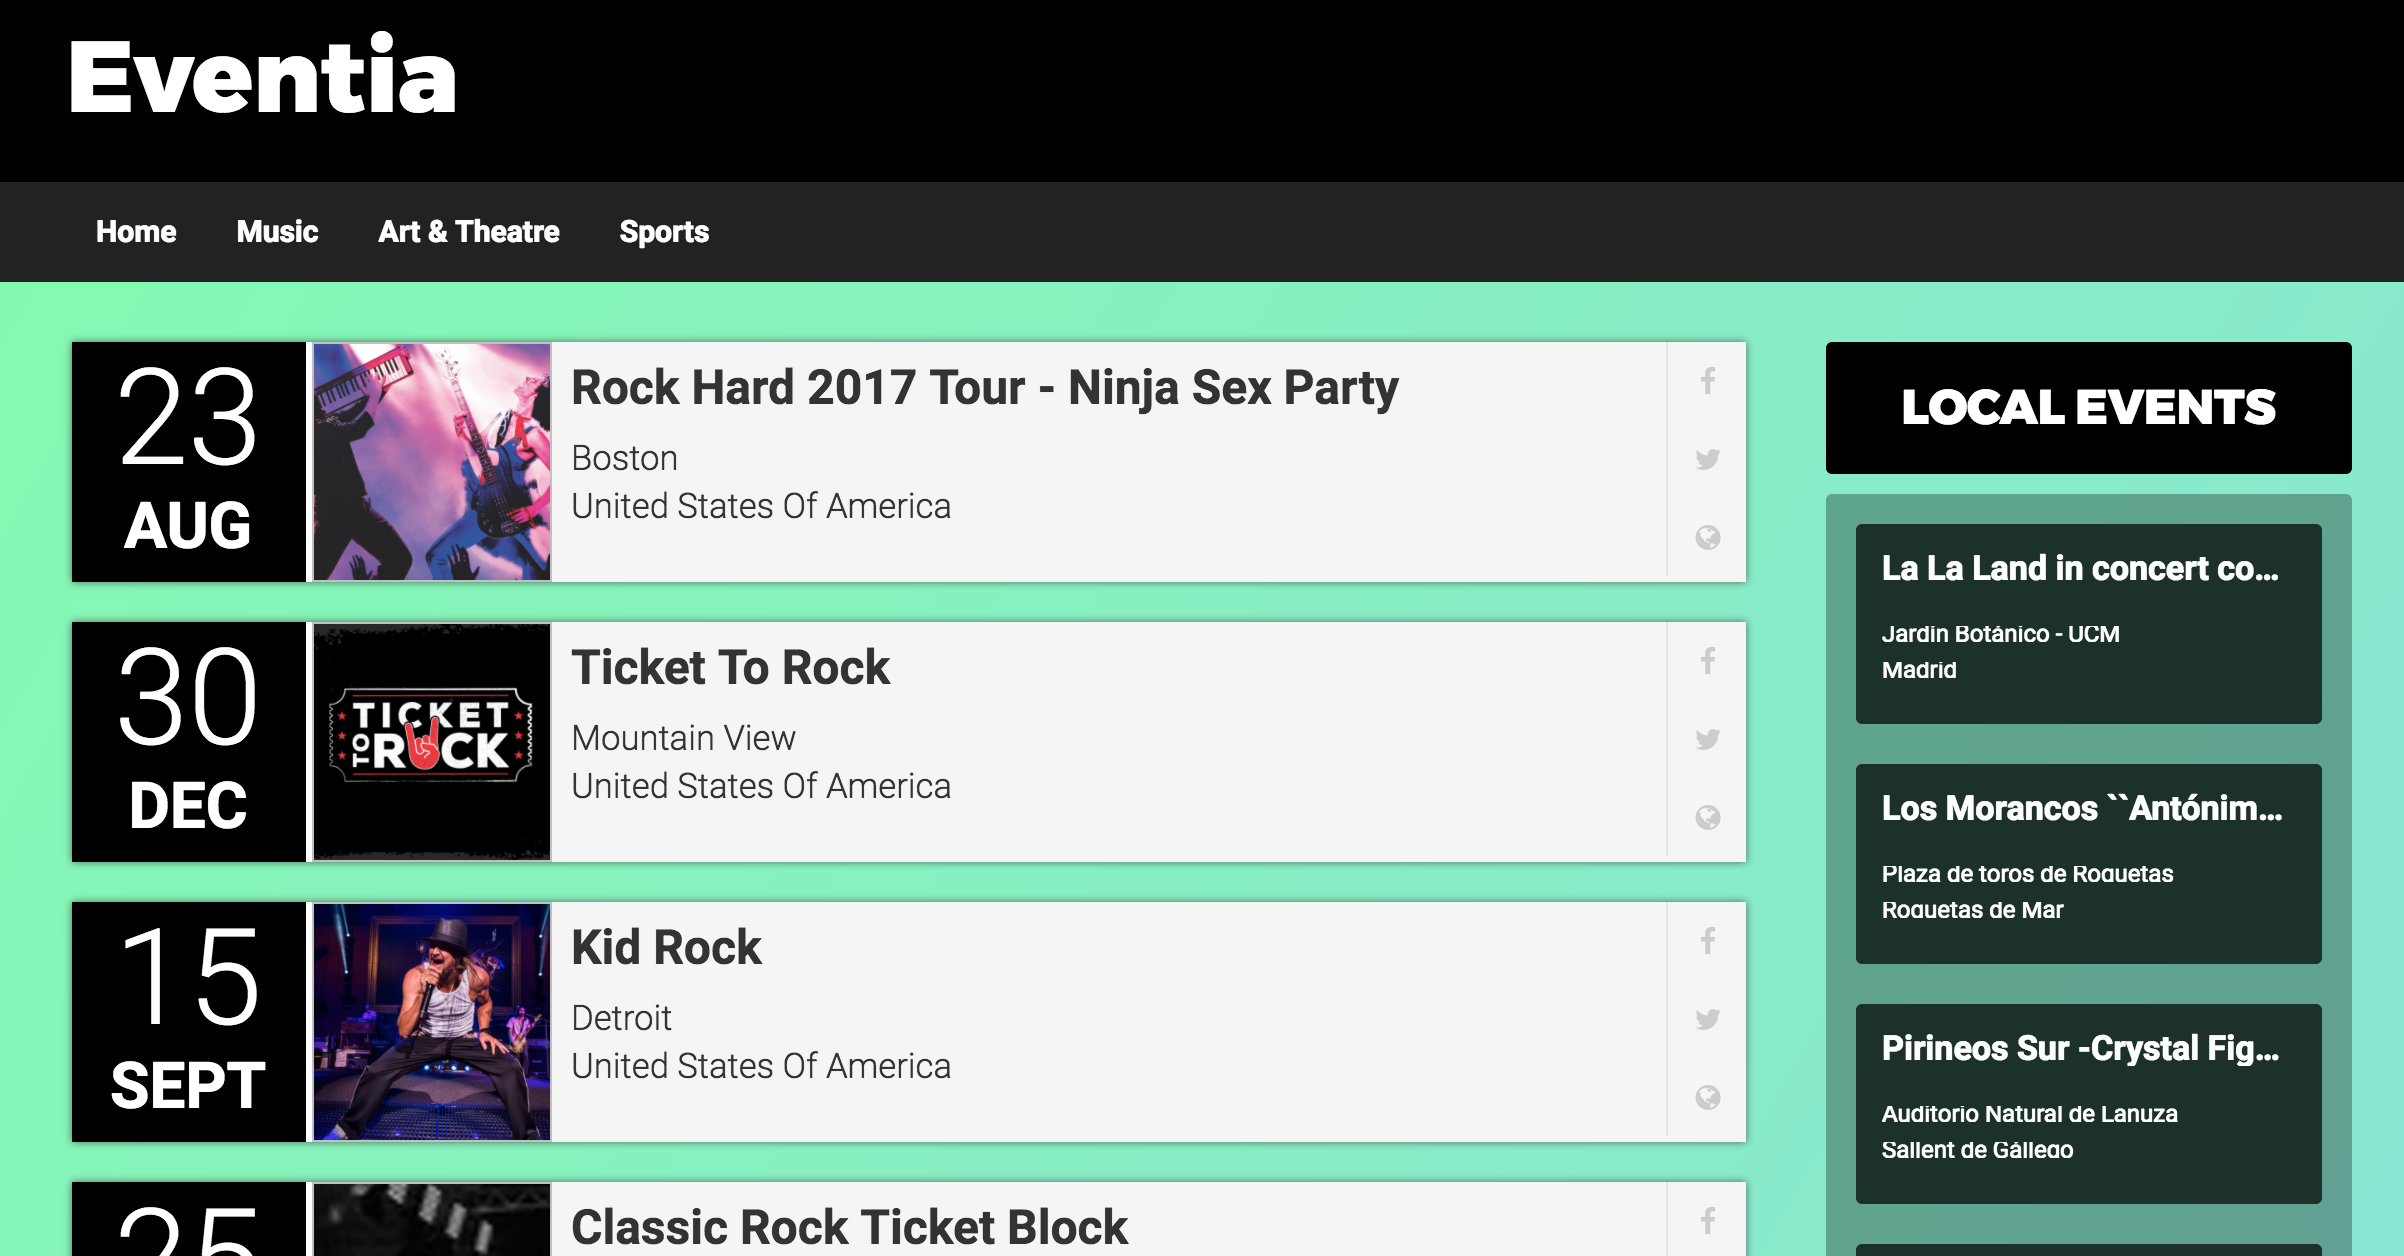 Eventia
Home Music Art & Theatre Sports
23
AUG
Rock Hard 2017 Tour - Ninja Sex Party
Boston
United States Of America
30
DEC
TICKET
TO ROCK
Ticket To Rock
Mountain View
United States Of America
15
SEPT
Kid Rock
Detroit
United States Of America
25
Classic Rock Ticket Block
LOCAL EVENTS
La La Land in concert co...
Jardín Botánico - UCM
Madrid
Los Morancos ``Antónim...
Plaza de toros de Roquetas
Roquetas de Mar
Pirineos Sur -Crystal Fig...
Auditorio Natural de Lanuza
Sallent de Gállego